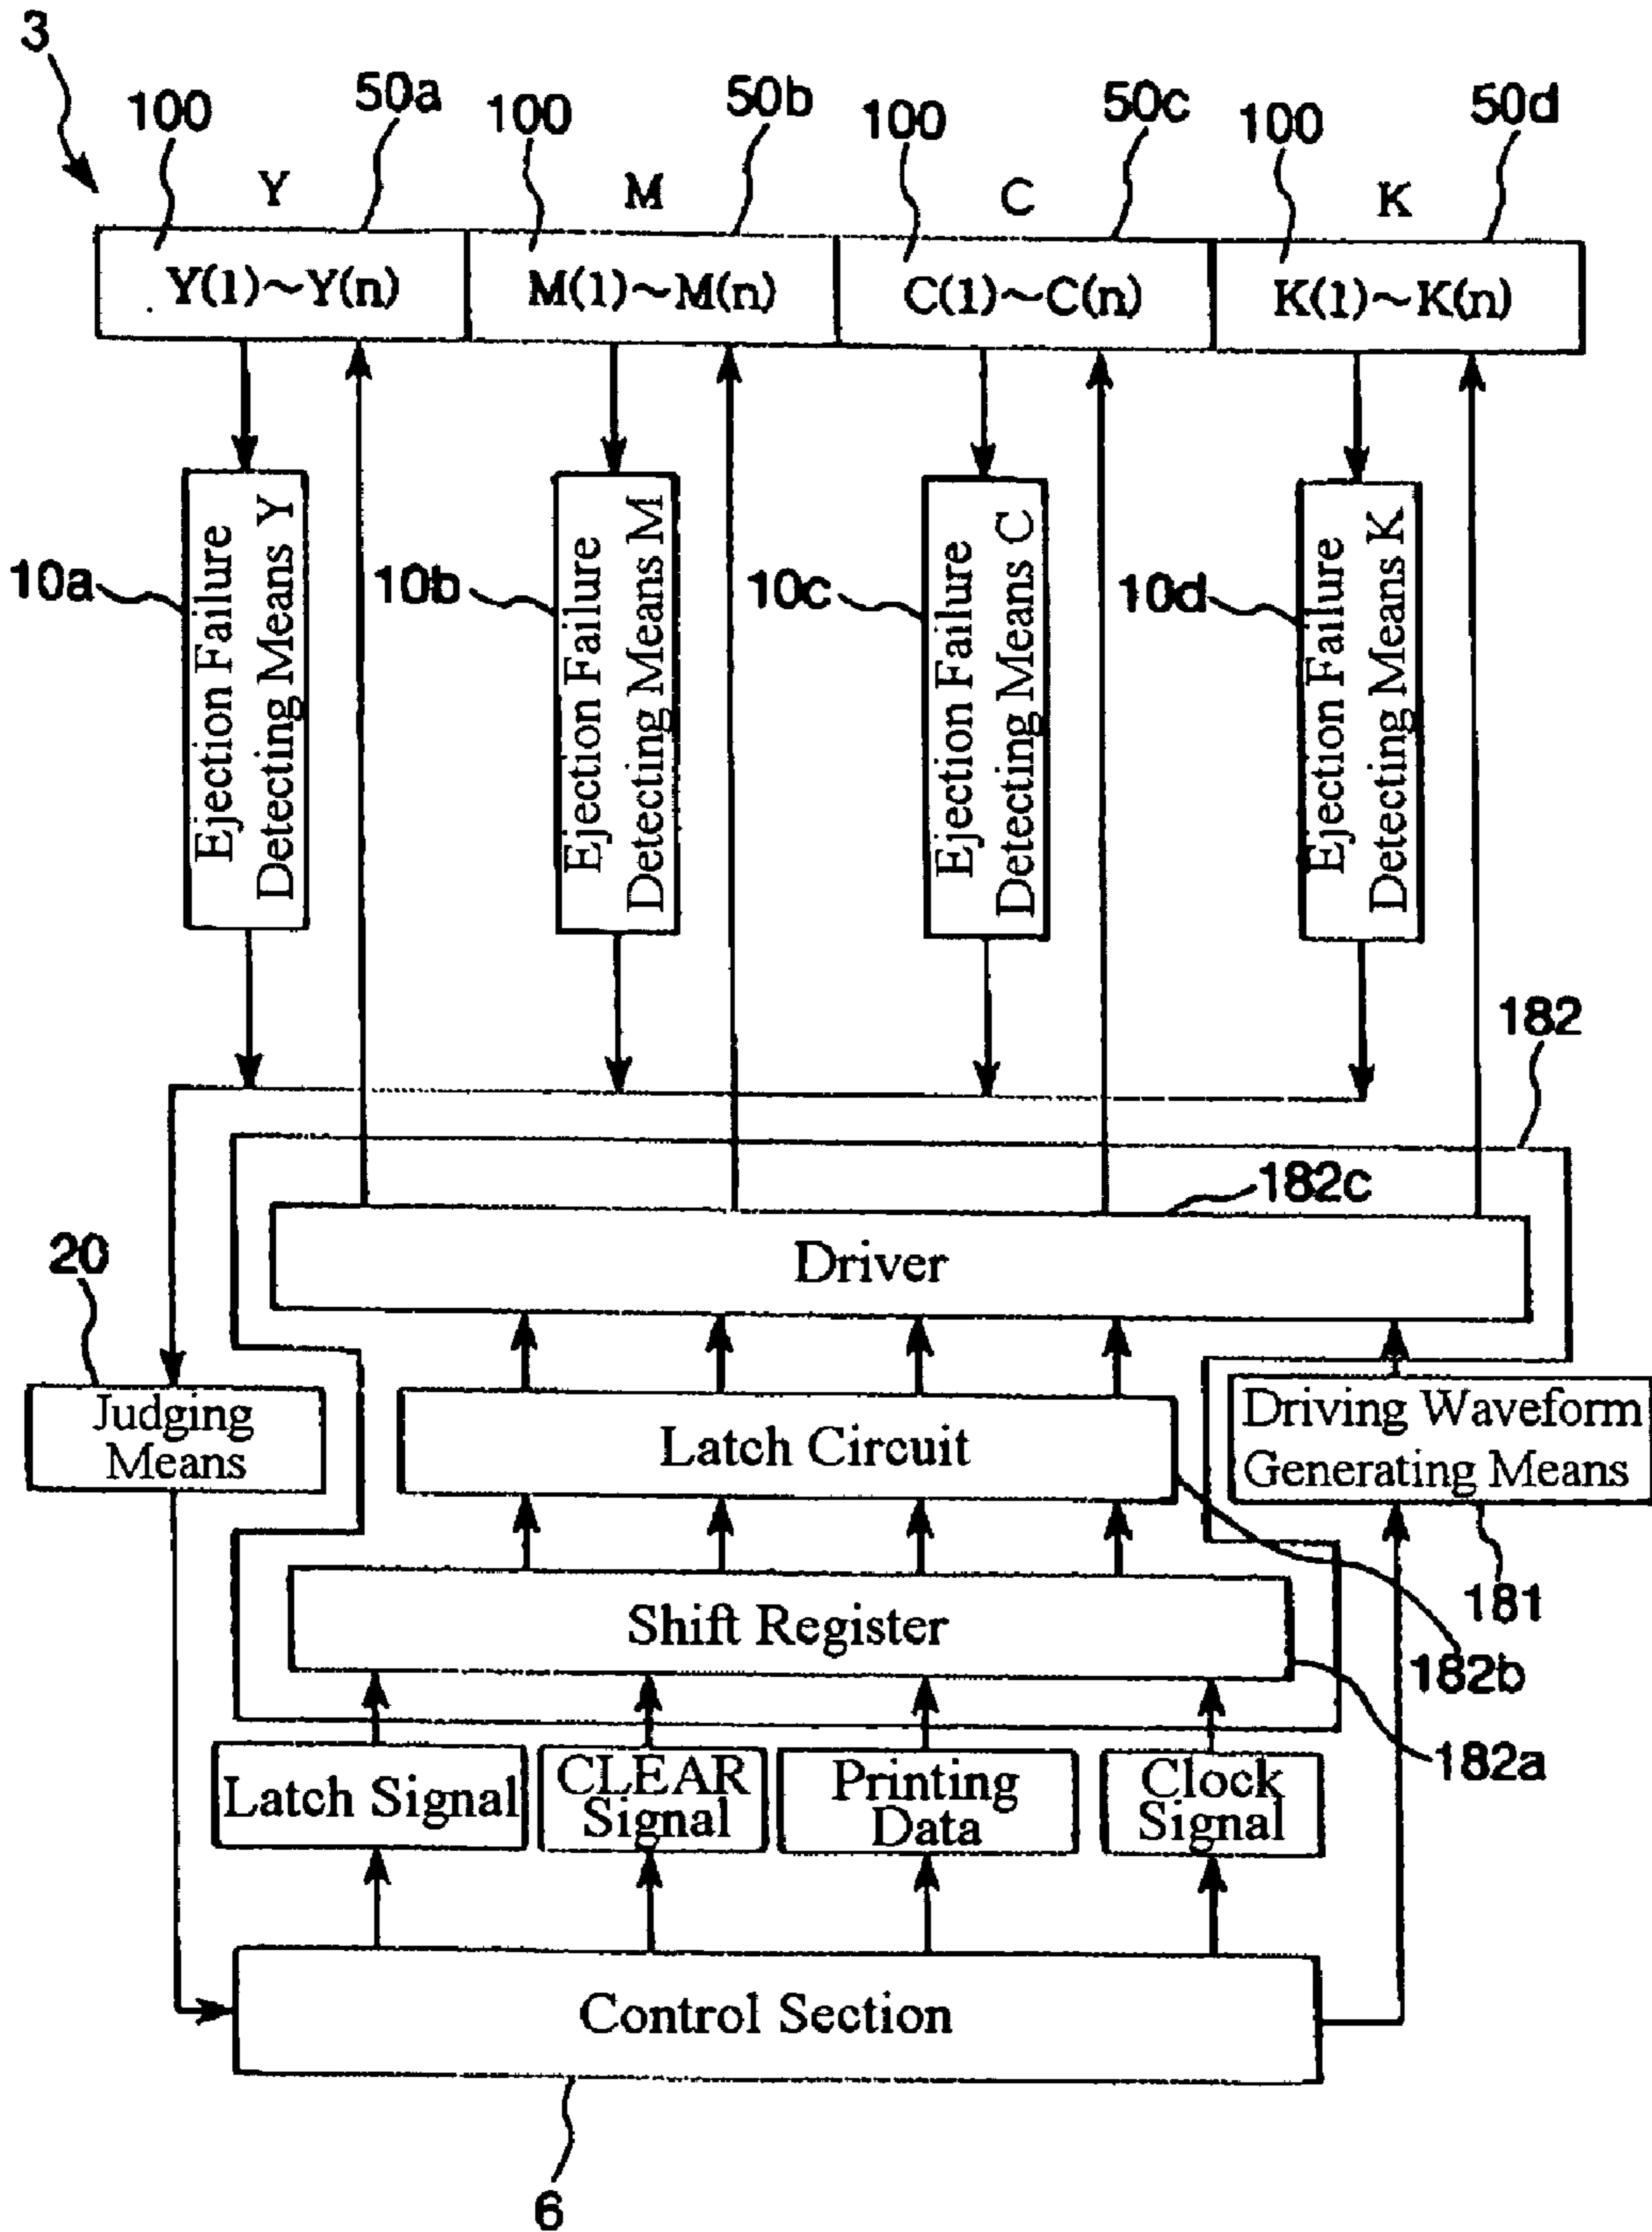 3
100
50a
100
50b
100
50c
100
50d
Y
M
C
K
Y(1)~Y(n)
M(1)~M(n)
C(1)~C(n)
K(1)~K(n)
10a
Ejection Failure
Detecting Means Y
10b
Ejection Failure
Detecting Means M
10c
Ejection Failure
Detecting Means C
10d
Ejection Failure
Detecting Means K
182
182c
Driver
20
Judging
Means
Latch Circuit
Driving Waveform
Generating Means
181
Shift Register
182b
182a
Latch Signal
CLEAR
Signal
Printing
Data
Clock
Signal
Control Section
6